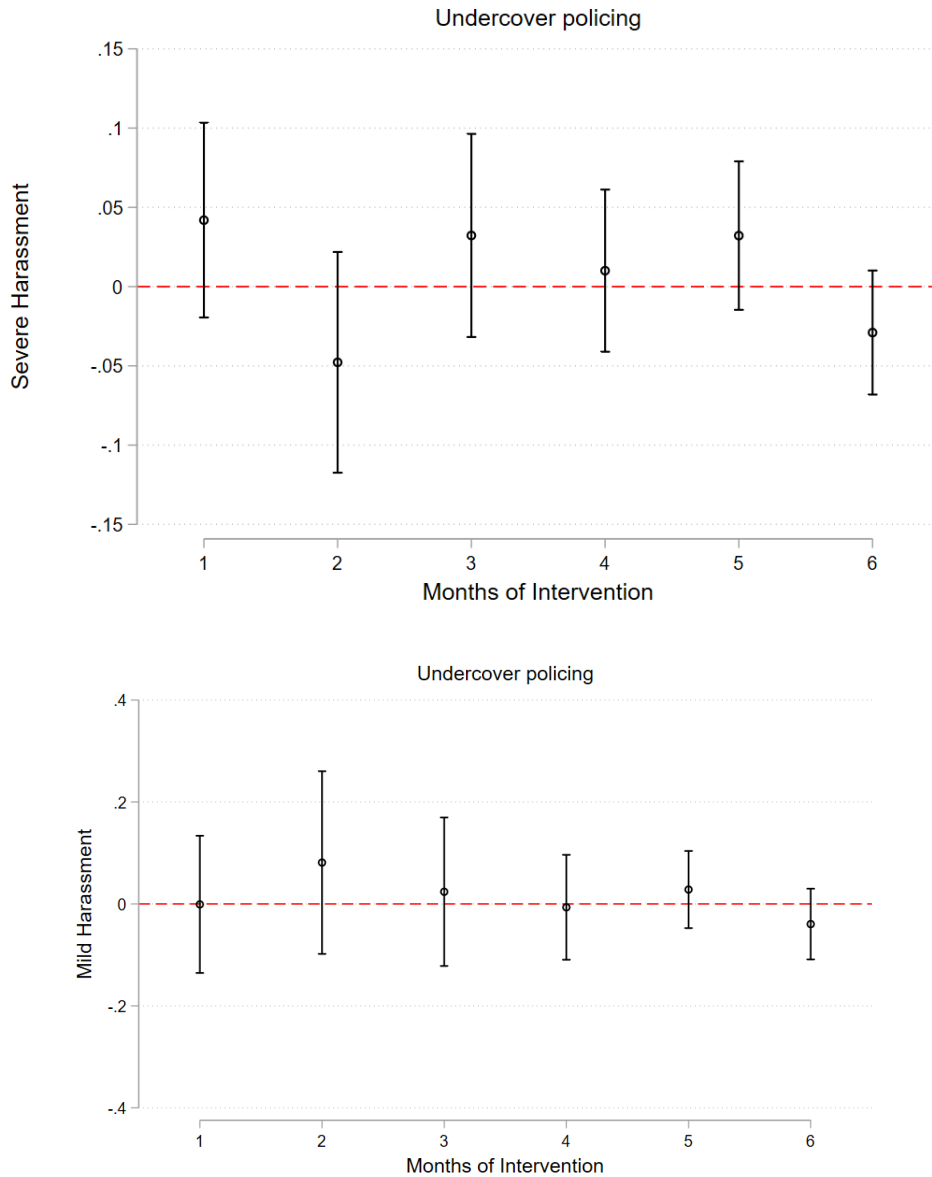 Undercover policing
.15
.1
.05
0
-.05
-.1
-.15
Severe Harassment
1 2 3 4 5 6
Months of Intervention
Undercover policing
.4
.2
0
-.2
-.4
Mild Harassment
1 2 3 4 5 6
Months of Intervention